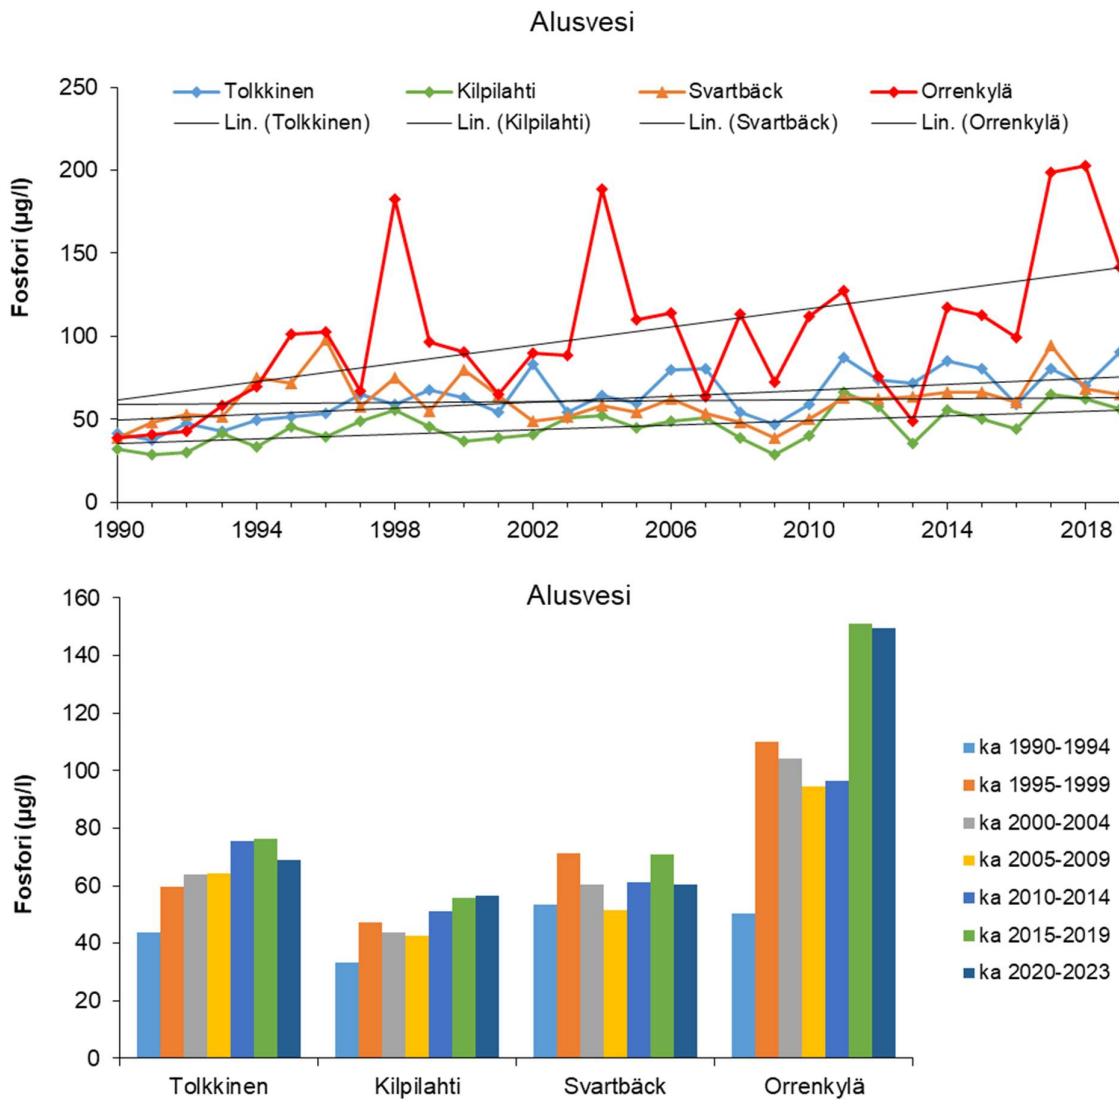 Alusvesi
Tolkkinen Kilpilahti Svartbäck Orrenkylä
Lin. (Tolkkinen) Lin. (Kilpilahti) Lin. (Svartbäck) Lin. (Orrenkylä)
Fosfori (µg/l)
250
200
150
100
50
0
1990 1994 1998 2002 2006 2010 2014 2018
Alusvesi
Fosfori (µg/l)
160
140
120
100
80
60
40
20
0
Tolkkinen Kilpilahti Svartbäck Orrenkylä
ka 1990-1994
ka 1995-1999
ka 2000-2004
ka 2005-2009
ka 2010-2014
ka 2015-2019
ka 2020-2023